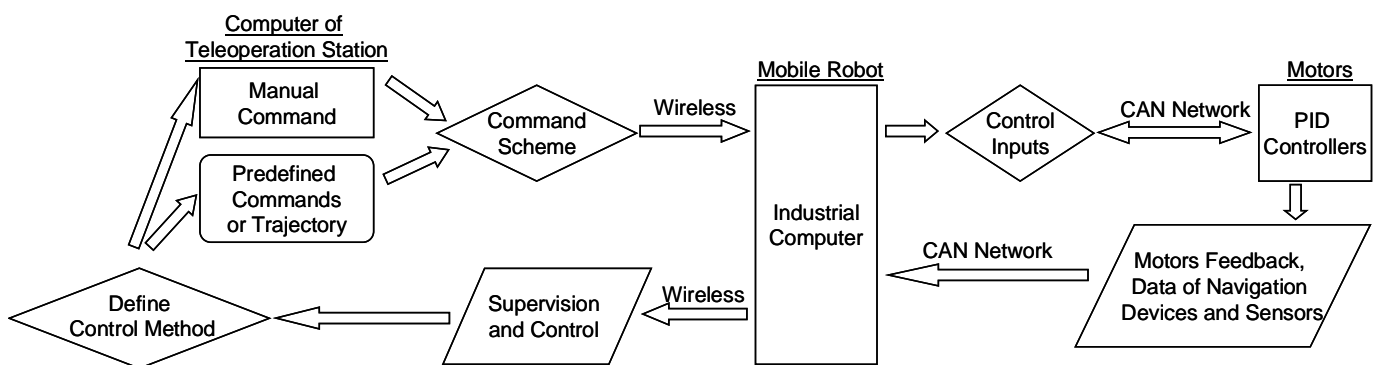 Computer of
Teleoperation Station
Manual
Command
Predefined
Commands
or Trajectory
Define
Control Method
Command
Scheme
Wireless
Supervision
and Control
Wireless
Mobile Robot
Industrial
Computer
Control
Inputs
CAN Network
Motors
PID
Controllers
CAN Network
Motors Feedback,
Data of Navigation
Devices and Sensors